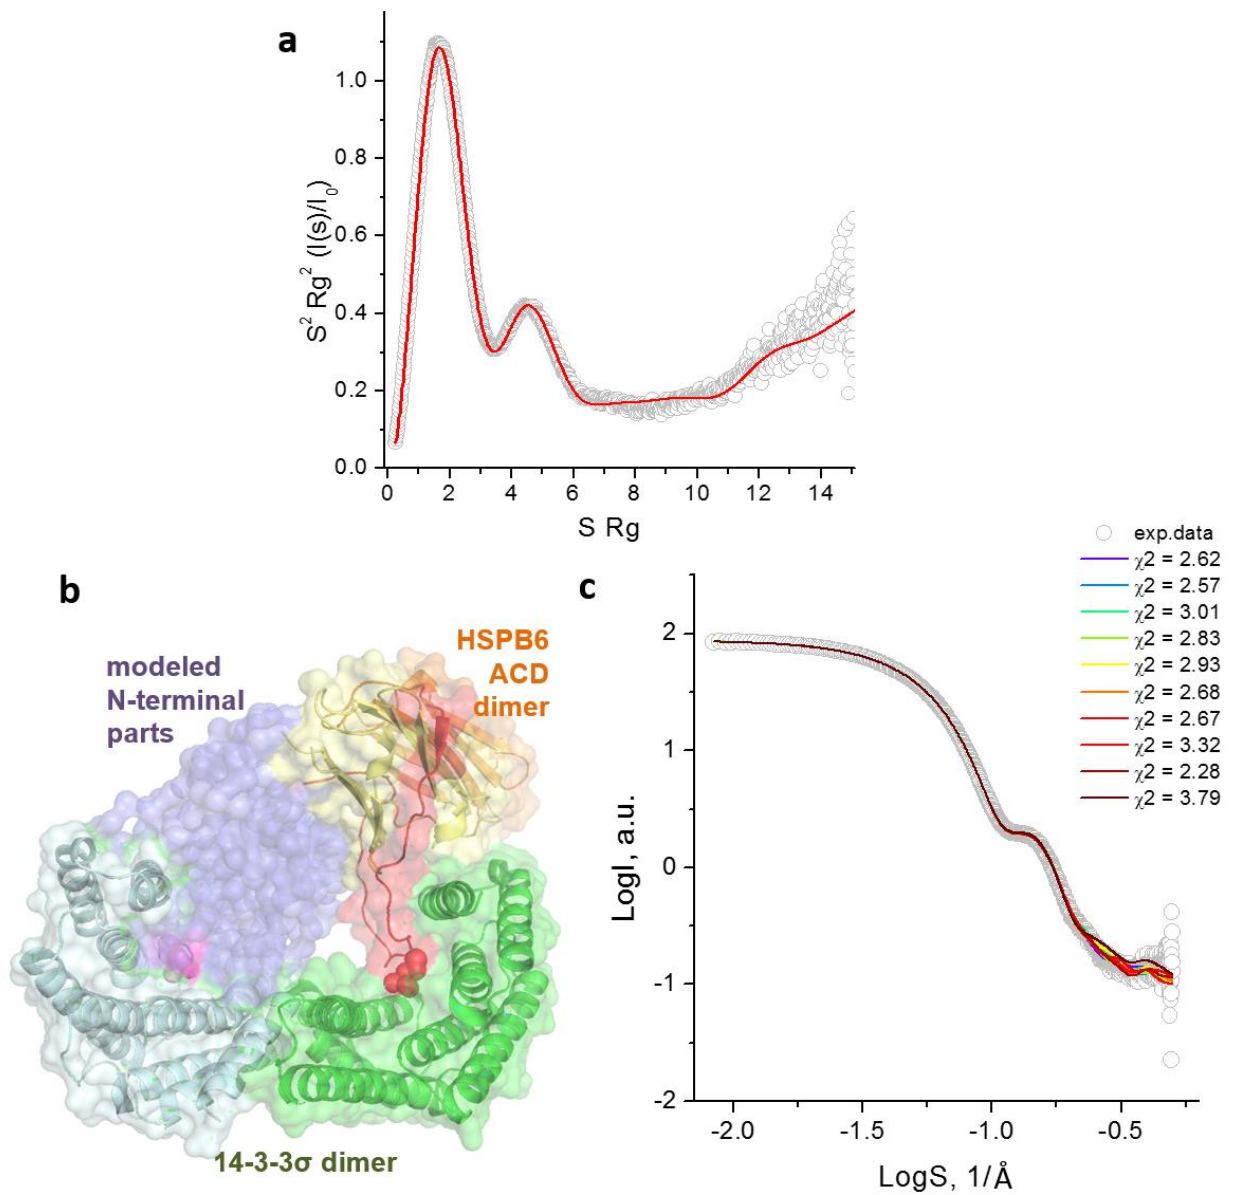 a
S² Rg² (I(s)/I₀)
1.0
0.8
0.6
0.4
0.2
0.0
0 2 4 6 8 10 12 14
S Rg
b
modeled
N-terminal
parts
HSPB6
ACD
dimer
14-3-3σ dimer
c
exp.data
χ2 = 2.62
χ2 = 2.57
χ2 = 3.01
χ2 = 2.83
χ2 = 2.93
χ2 = 2.68
χ2 = 2.67
χ2 = 3.32
χ2 = 2.28
χ2 = 3.79
LogI, a.u.
2
1
0
-1
-2
-2.0 -1.5 -1.0 -0.5
LogS, 1/Å